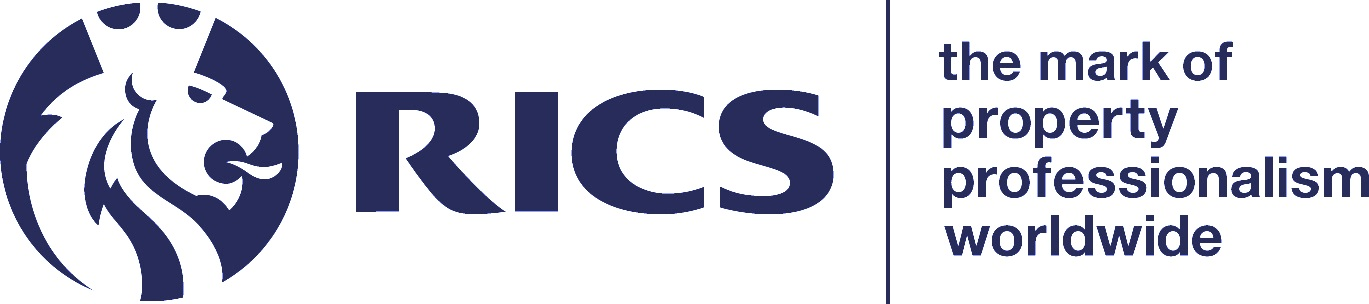 RICS
the mark of
property
professionalism
worldwide